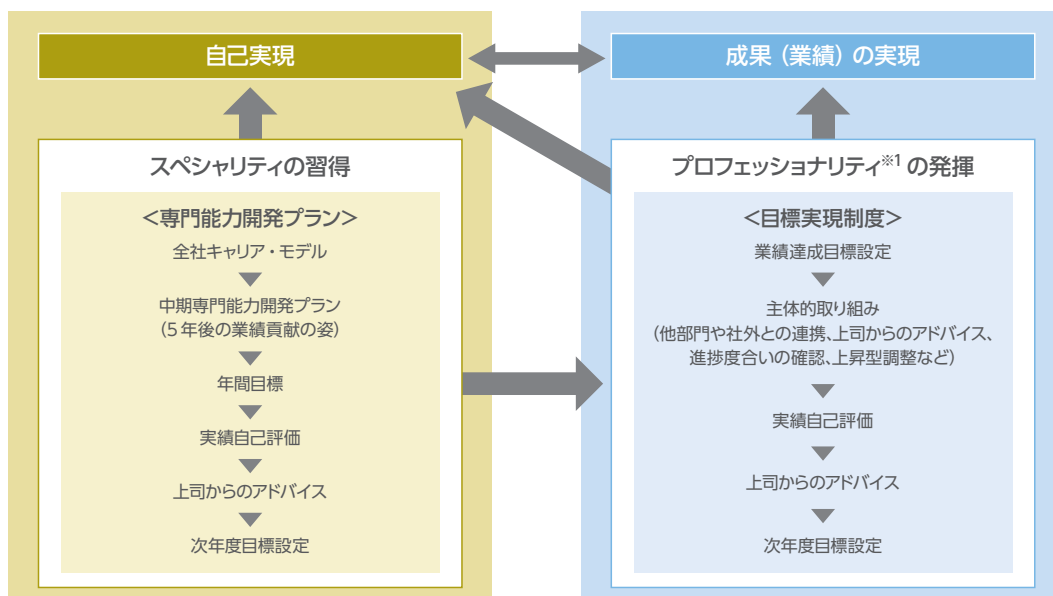 自己実現
スペシャリティの習得
＜専門能力開発プラン＞
全社キャリア・モデル
中期専門能力開発プラン
（5年後の業績貢献の姿）
年間目標
実績自己評価
上司からのアドバイス
次年度目標設定
成果（業績）の実現
プロフェッショナリティ※1 の発揮
＜目標実現制度＞
業績達成目標設定
主体的取り組み
（他部門や社外との連携、上司からのアドバイス、
進捗度合いの確認、上昇型調整など）
実績自己評価
上司からのアドバイス
次年度目標設定